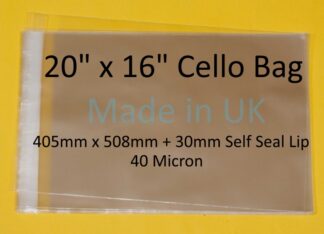 20" x 16" Cello Bag
Made in UK
405mm x 508mm + 30mm Self Seal Lip
40 Micron